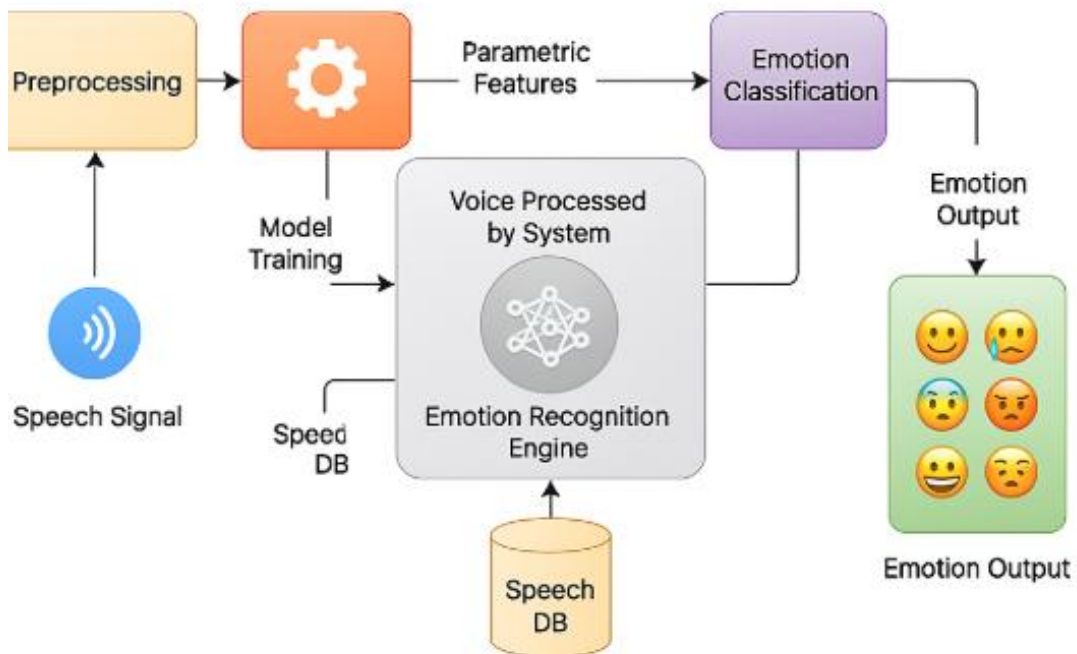 Preprocessing
Parametric
Features
Emotion
Classification
Voice Processed
by System
Model
Training
Emotion
Output
Speech Signal
Speed
DB
Emotion Recognition
Engine
Speech
DB
Emotion Output